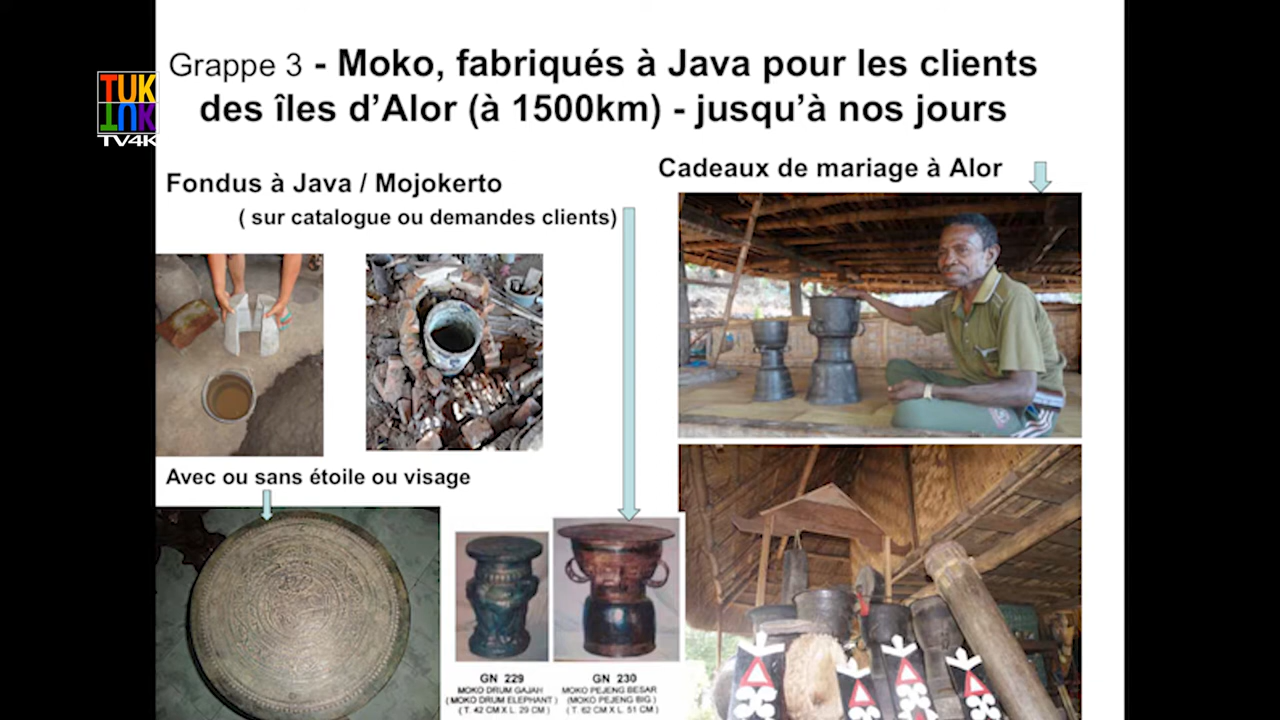 Grappe 3 - Moko, fabriqués à Java pour les clients
des îles d’Alor (à 1500km) - jusqu’à nos jours
TUK
TUK
TV4K
Fondus à Java / Mojokerto
( sur catalogue ou demandes clients)
Cadeaux de mariage à Alor
Avec ou sans étoile ou visage
GN 229
MOKO DRUM GAJAH
( MOKO DRUM ELEPHANT )
( T. 42 CM X L. 29 CM )
GN 230
MOKO PEJENG BESAR
(MOKO PEJENG BIG )
( T. 62 CM X L. 51 CM )